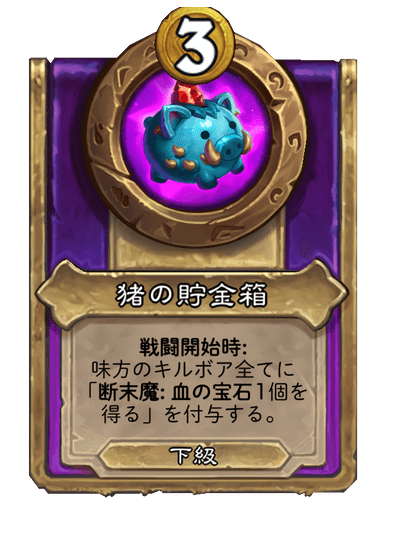 3
猪の貯金箱
戦闘開始時:
味方のキルボア全てに
「断末魔: 血の宝石1個を
得る」を付与する。
下級